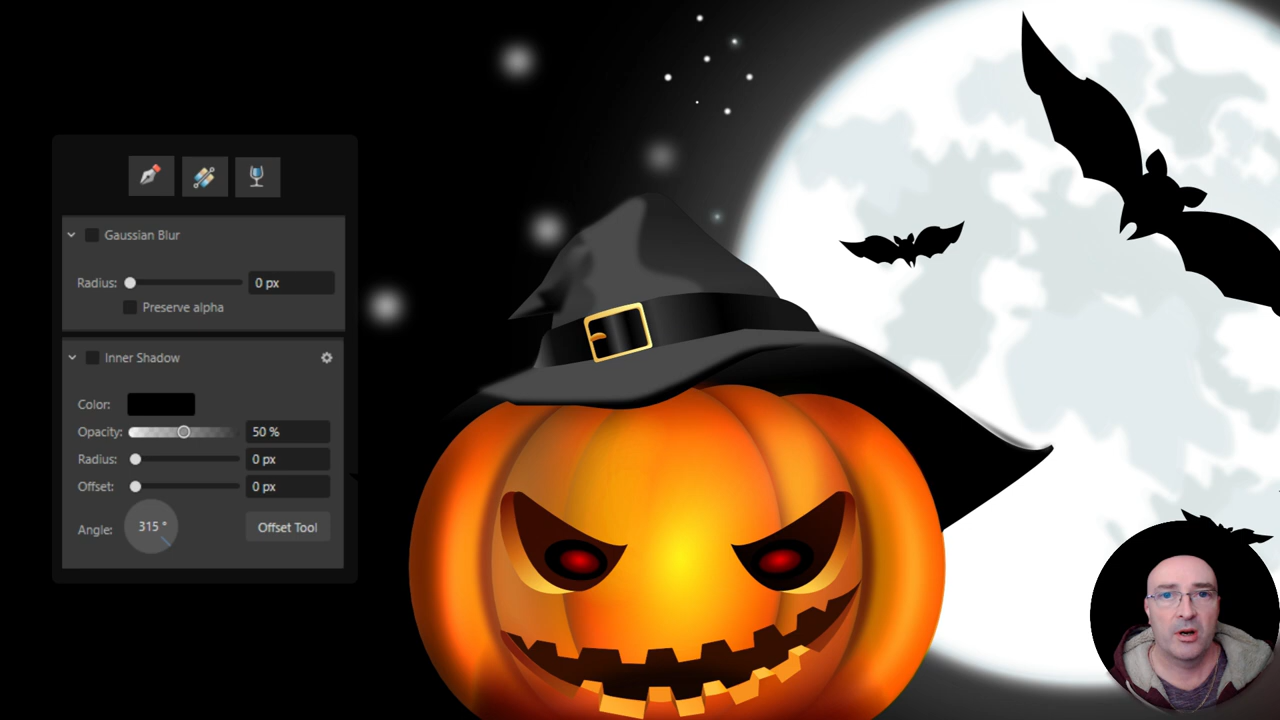 Gaussian Blur
Radius: 0 px
Preserve alpha
Inner Shadow
Color:
Opacity: 50 %
Radius: 0 px
Offset: 0 px
Angle: 315 ° Offset Tool